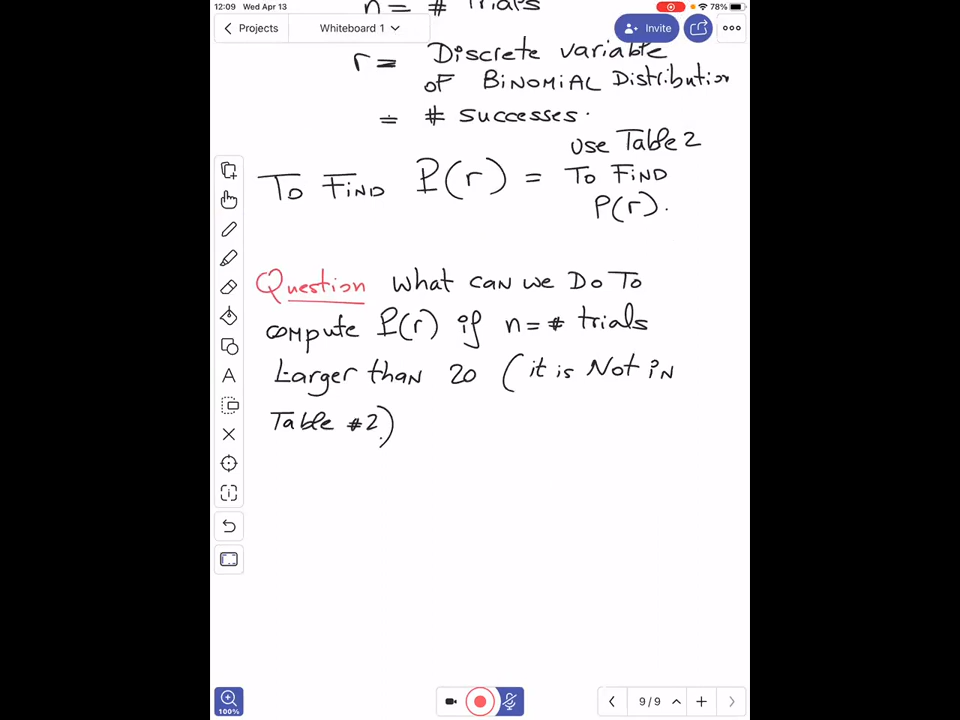 12:09 Wed Apr 13
78%
Projects
Whiteboard 1
Invite
n = # trials
r = Discrete variable
of BiNOMiAL Distribution
= # successes.
use Table 2
To FiND P(r) = To FiND
P(r).
Question what can we Do To
compute P(r) if n = # trials
Larger than 20 ( it is Not iN
Table #2)
A
100%
9/9